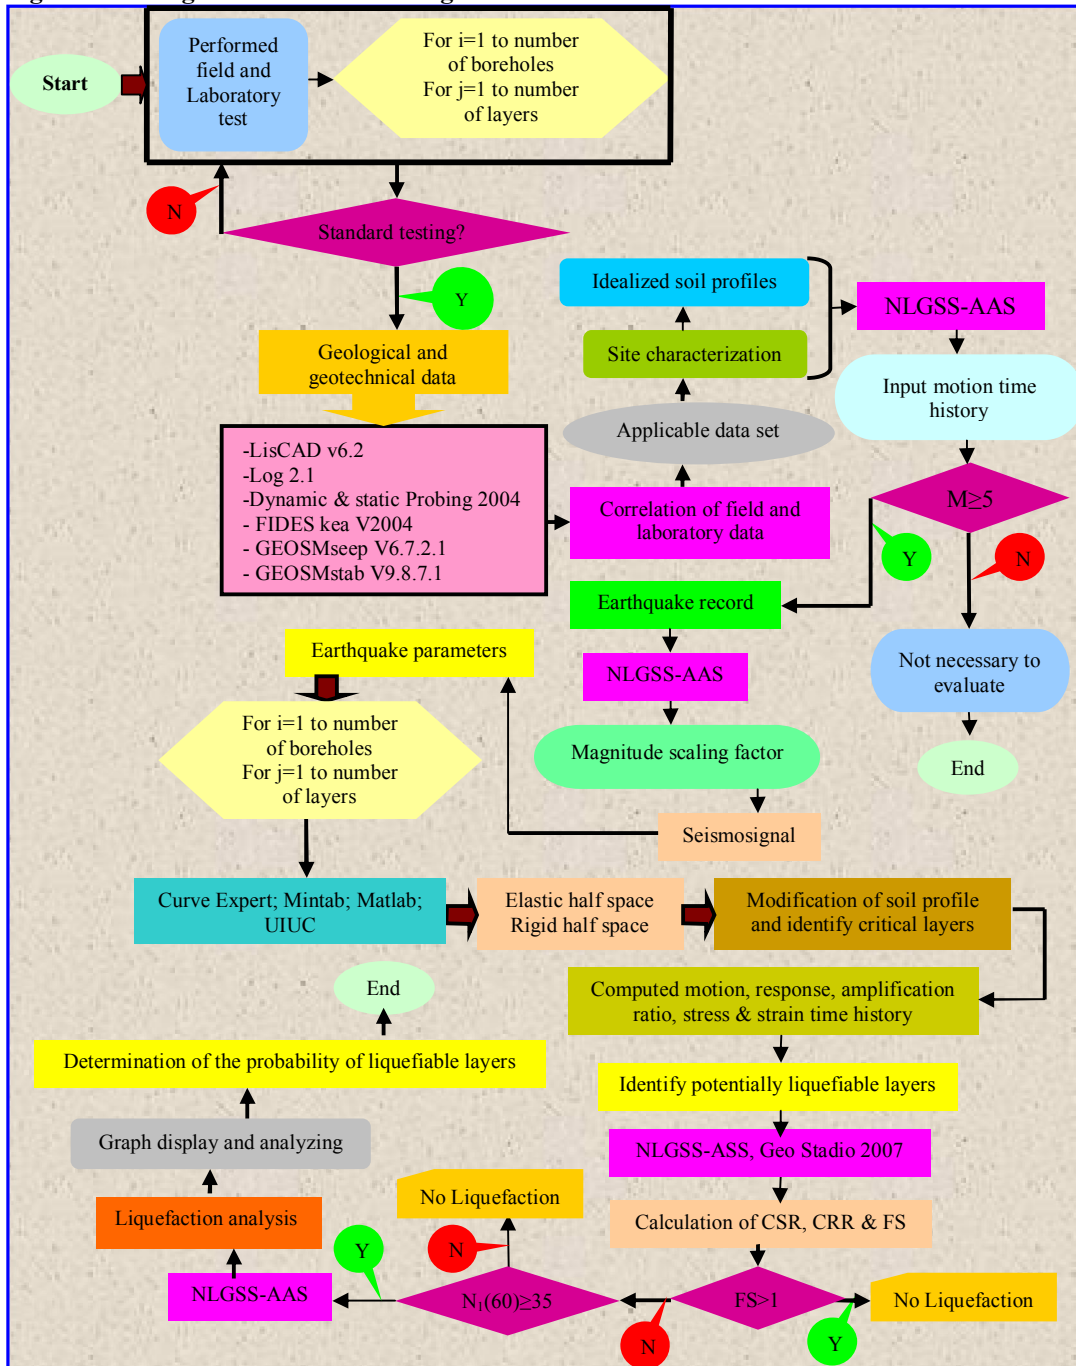 Start
Performed
field and
Laboratory
test
For i=1 to number
of boreholes
For j=1 to number
of layers
N
Standard testing?
Y
Geological and
geotechnical data
-LisCAD v6.2
-Log 2.1
-Dynamic & static Probing 2004
- FIDES kea V2004
- GEOSMseep V6.7.2.1
- GEOSMstab V9.8.7.1
Idealized soil profiles
Site characterization
Applicable data set
Correlation of field and
laboratory data
NLGSS-AAS
Input motion time
history
M≥5
Y
N
Not necessary to
evaluate
End
Earthquake record
NLGSS-AAS
Magnitude scaling factor
Seismosignal
Earthquake parameters
For i=1 to number
of boreholes
For j=1 to number
of layers
Curve Expert; Mintab; Matlab;
UIUC
Elastic half space
Rigid half space
Modification of soil profile
and identify critical layers
Computed motion, response, amplification
ratio, stress & strain time history
Identify potentially liquefiable layers
NLGSS-ASS, Geo Stadio 2007
Calculation of CSR, CRR & FS
FS>1
Y
No Liquefaction
N
N₁(60)≥35
N
No Liquefaction
Y
NLGSS-AAS
Liquefaction analysis
Graph display and analyzing
Determination of the probability of liquefiable layers
End